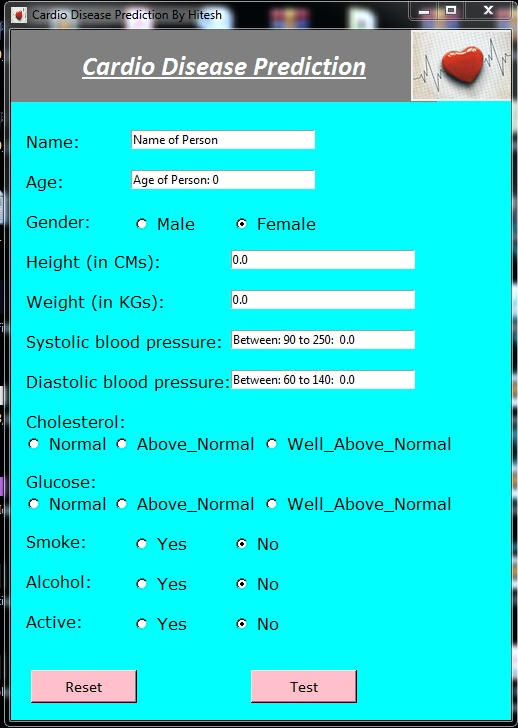 Cardio Disease Prediction By Hitesh
Cardio Disease Prediction
Name: Name of Person
Age: Age of Person: 0
Gender: Male Female
Height (in CMs): 0.0
Weight (in KGs): 0.0
Systolic blood pressure: Between: 90 to 250: 0.0
Diastolic blood pressure: Between: 60 to 140: 0.0
Cholesterol:
Normal Above_Normal Well_Above_Normal
Glucose:
Normal Above_Normal Well_Above_Normal
Smoke: Yes No
Alcohol: Yes No
Active: Yes No
Reset Test